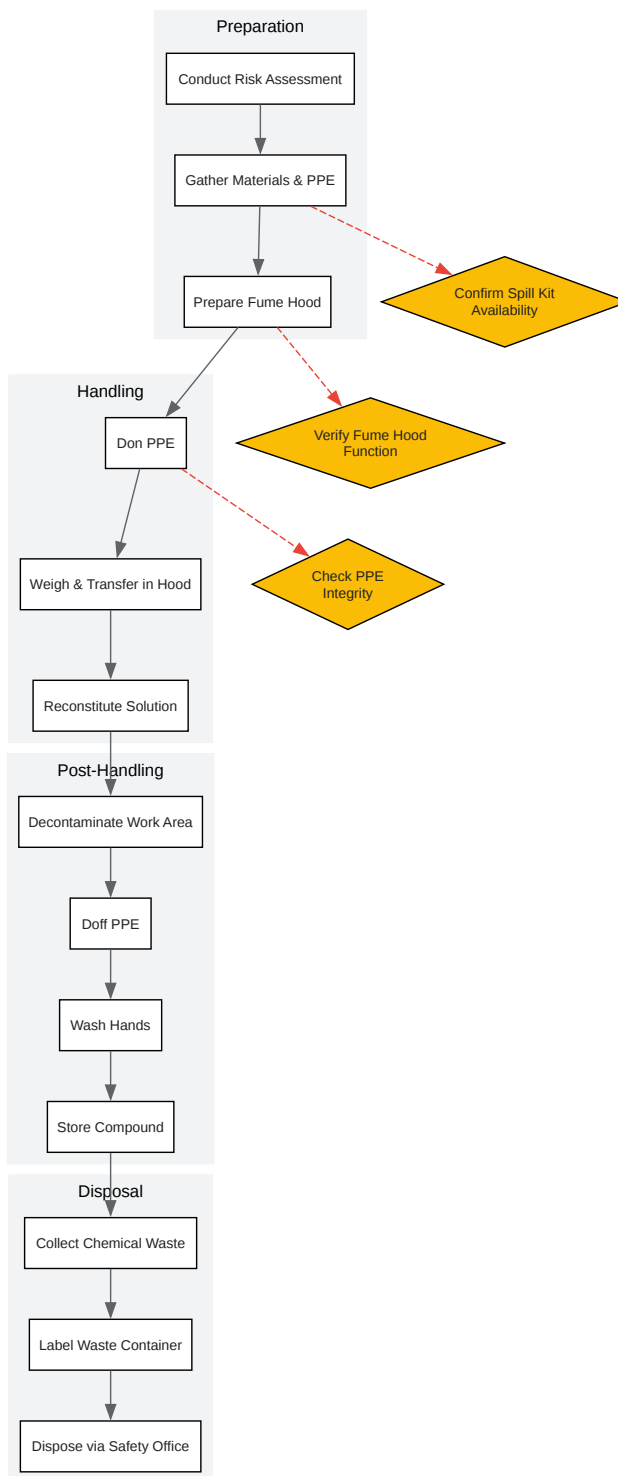 Preparation
Conduct Risk Assessment
Gather Materials & PPE
Confirm Spill Kit
Availability
Prepare Fume Hood
Handling
Don PPE
Verify Fume Hood
Function
Check PPE
Integrity
Weigh & Transfer in Hood
Reconstitute Solution
Post-Handling
Decontaminate Work Area
Doff PPE
Wash Hands
Store Compound
Disposal
Collect Chemical Waste
Label Waste Container
Dispose via Safety Office